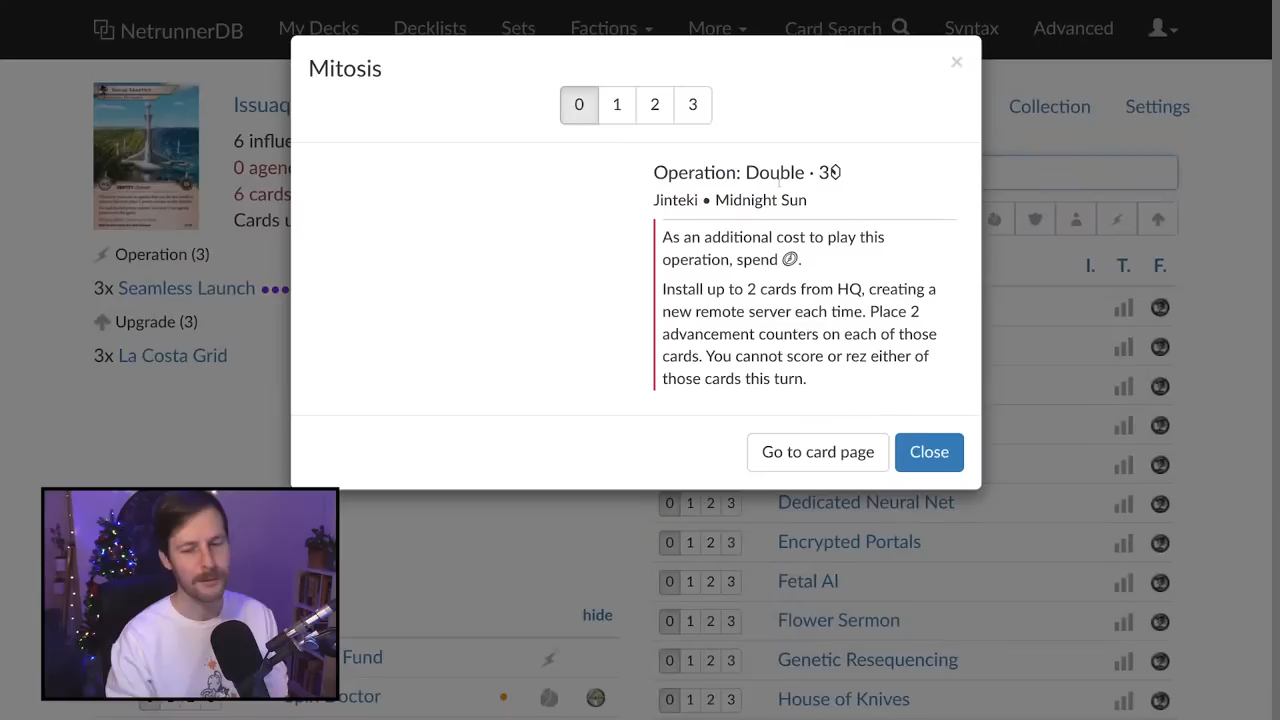 NetrunnerDB
My Decks
Decklists
Sets
Factions
More
Card Search
Syntax
Advanced
Mitosis
×
0 1 2 3
Issuaq
6 influe
0 agen
6 cards
Cards u
Collection
Settings
Operation: Double · 3
Jinteki • Midnight Sun
As an additional cost to play this
operation, spend
Install up to 2 cards from HQ, creating a
new remote server each time. Place 2
advancement counters on each of those
cards. You cannot score or rez either of
those cards this turn.
Go to card page
Close
Operation (3)
3x Seamless Launch
Upgrade (3)
3x La Costa Grid
I. T. F.
0 1 2 3 Dedicated Neural Net
0 1 2 3 Encrypted Portals
0 1 2 3 Fetal AI
0 1 2 3 Flower Sermon
0 1 2 3 Genetic Resequencing
0 1 2 3 House of Knives
hide
Fund
Spin Doctor